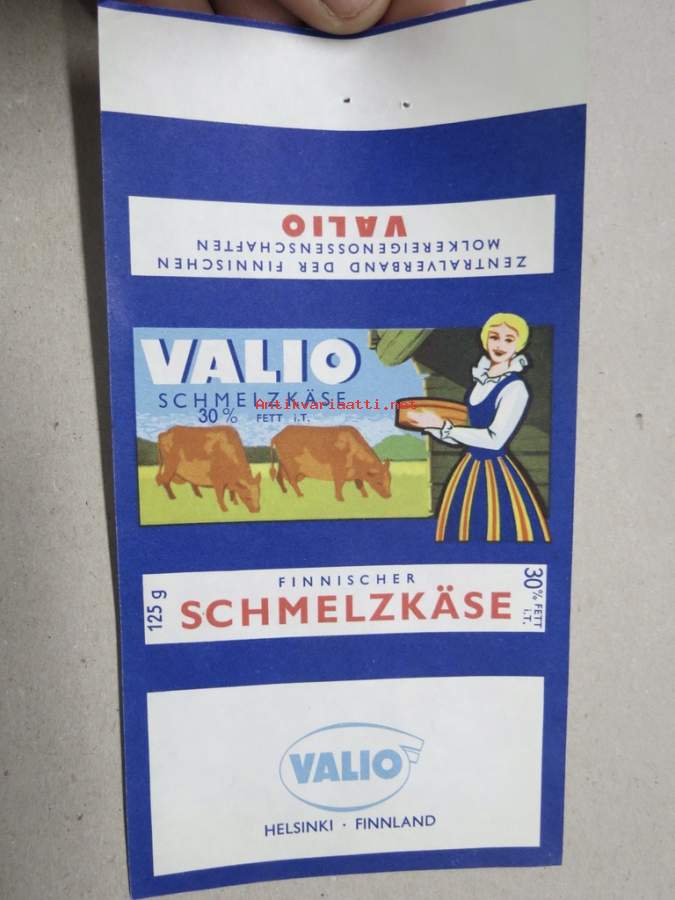 VALIO
ZENTRALVERBAND DER FINNISCHEN
MOLKEREIGENOSSENSCHAFTEN
VALIO
SCHMELZKÄSE
30% FETT i.T.
Antikvariaatti.net
FINNISCHER
125 g SCHMELZKÄSE 30% FETT i.T.
VALIO
HELSINKI · FINNLAND